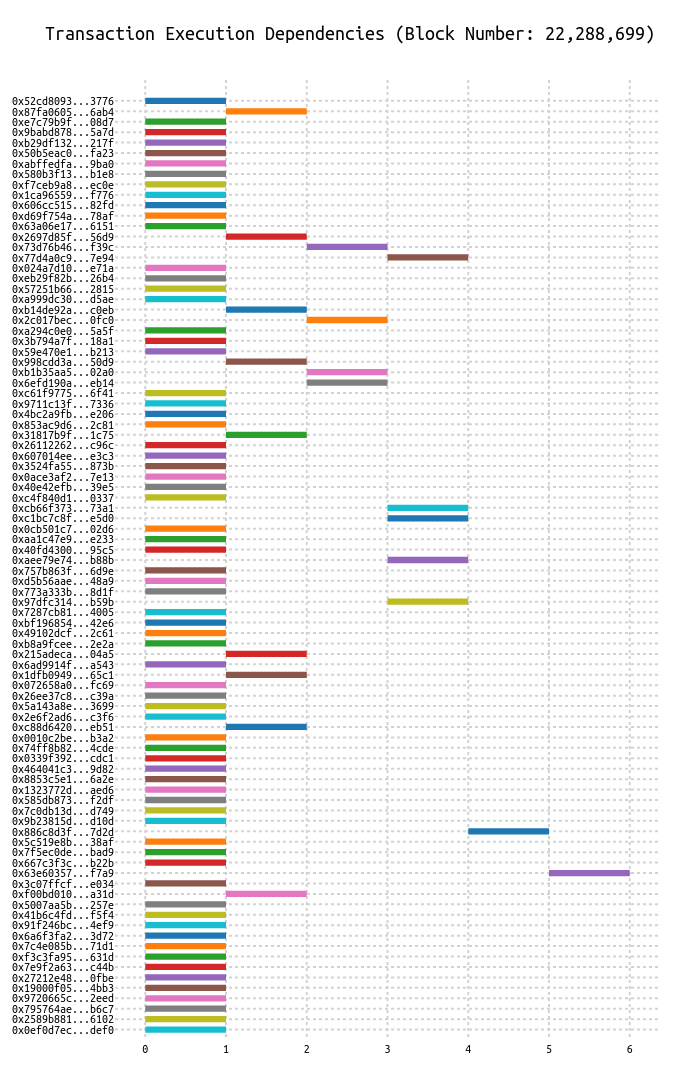 Transaction Execution Dependencies (Block Number: 22,288,699)
0x52cd8093...3776
0x87fa0605...6ab4
0xe7c79b9f...08d7
0x9babd878...5a7d
0xb29df132...217f
0x50b5eac0...fa23
0xabffedfa...9ba0
0x580b3f13...b1e8
0xf7ceb9a8...ec0e
0x1ca96559...f776
0x606cc515...82fd
0xd69f754a...78af
0x63a06e17...6151
0x2697d85f...56d9
0x73d76b46...f39c
0x77d4a0c9...7e94
0x024a7d10...e71a
0xeb29f82b...26b4
0x57251b66...2815
0xa999dc30...d5ae
0xb14de92a...c0eb
0x2c017bec...0fc0
0xa294c0e0...5a5f
0x3b794a7f...18a1
0x59e470e1...b213
0x998cdd3a...50d9
0xb1b35aa5...02a0
0x6efd190a...eb14
0xc61f9775...6f41
0x9711c13f...7336
0x4bc2a9fb...e206
0x853ac9d6...2c81
0x31817b9f...1c75
0x26112262...c96c
0x607014ee...e3c3
0x3524fa55...873b
0x0ace3af2...7e13
0x40e42efb...39e5
0xc4f840d1...0337
0xcb66f373...73a1
0xc1bc7c8f...e5d0
0x0cb501c7...02d6
0xaa1c47e9...e233
0x40fd4300...95c5
0xaee79e74...b88b
0x757b863f...6d9e
0xd5b56aae...48a9
0x773a333b...8d1f
0x97dfc314...b59b
0x7287cb81...4005
0xbf196854...42e6
0x49102dcf...2c61
0xb8a9fcee...2e2a
0x215adeca...04a5
0x6ad9914f...a543
0x1dfb0949...65c1
0x072658a0...fc69
0x26ee37c8...c39a
0x5a143a8e...3699
0x2e6f2ad6...c3f6
0xc88d6420...eb51
0x0010c2be...b3a2
0x74ff8b82...4cde
0x0339f392...cdc1
0x464041c3...9d82
0x8853c5e1...6a2e
0x1323772d...aed6
0x585db873...f2df
0x7c0db13d...d749
0x9b23815d...d10d
0x886c8d3f...7d2d
0x5c519e8b...38af
0x7f5ec0de...bad9
0x667c3f3c...b22b
0x63e60357...f7a9
0x3c07ffcf...e034
0xf00bd010...a31d
0x5007aa5b...257e
0x41b6c4fd...f5f4
0x91f246bc...4ef9
0x6a6f3fa2...3d72
0x7c4e085b...71d1
0xf3c3fa95...631d
0x7e9f2a63...c44b
0x27212e48...0fbe
0x19000f05...4bb3
0x9720665c...2eed
0x795764ae...b6c7
0x2589b881...6102
0x0ef0d7ec...def0
0 1 2 3 4 5 6